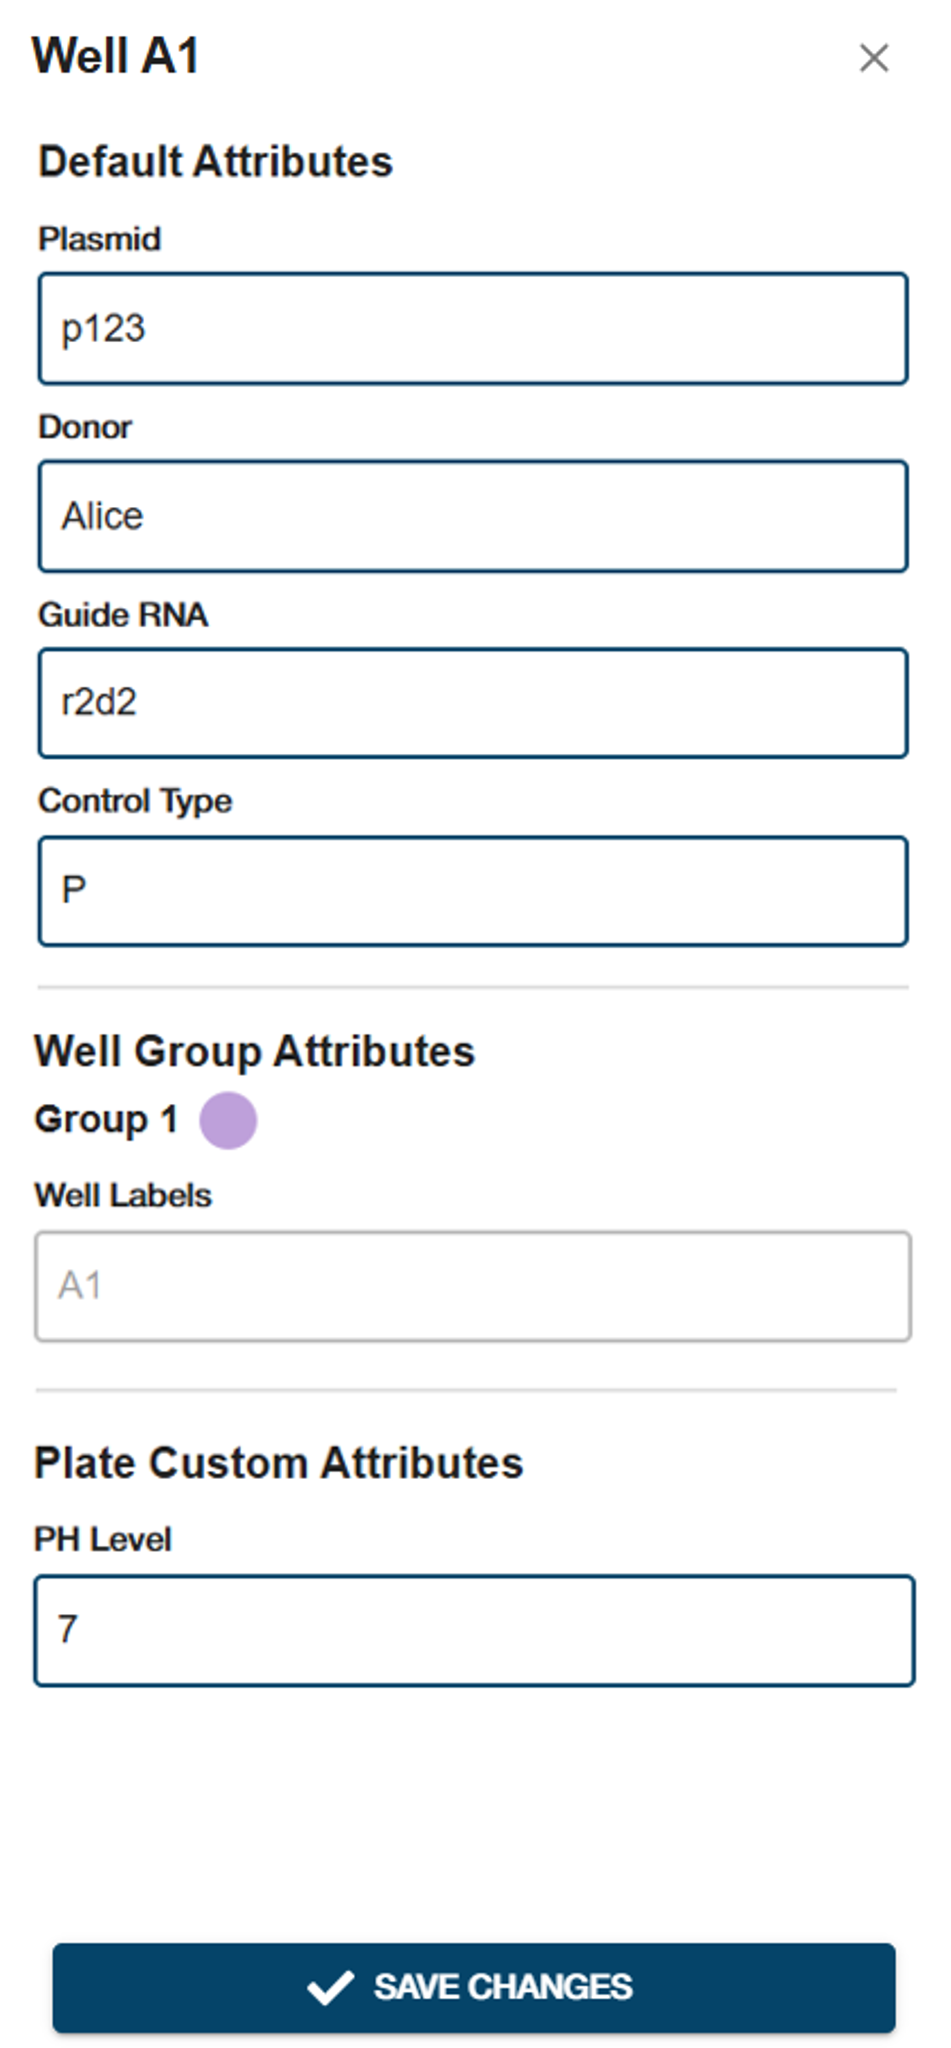 Well A1
Default Attributes
Plasmid
p123
Donor
Alice
Guide RNA
r2d2
Control Type
P
Well Group Attributes
Group 1
Well Labels
A1
Plate Custom Attributes
PH Level
7
SAVE CHANGES